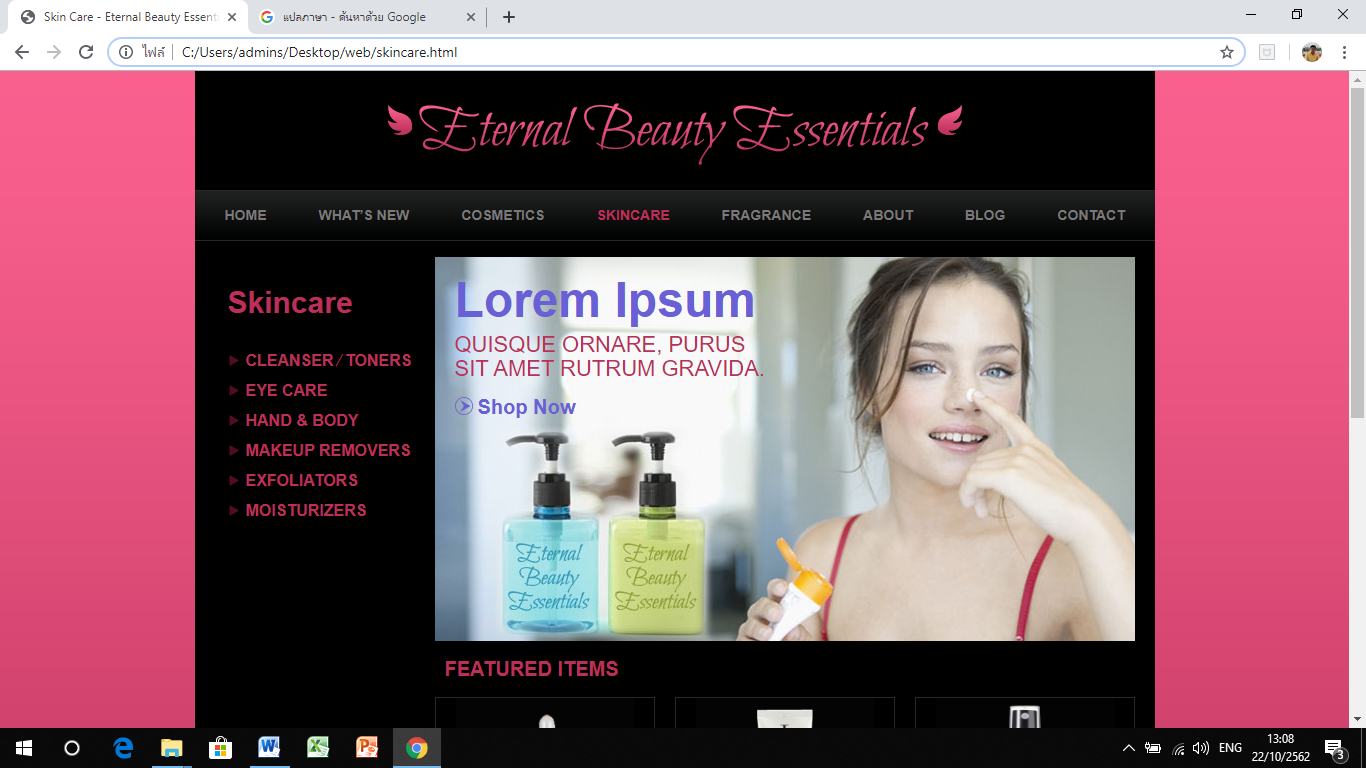 Skin Care - Eternal Beauty Essent
แปลภาษา - ค้นหาด้วย Google
ไฟล์ C:/Users/admins/Desktop/web/skincare.html
Eternal Beauty Essentials
HOME WHAT'S NEW COSMETICS SKINCARE FRAGRANCE ABOUT BLOG CONTACT
Skincare
CLEANSER / TONERS
EYE CARE
HAND & BODY
MAKEUP REMOVERS
EXFOLIATORS
MOISTURIZERS
Lorem Ipsum
QUISQUE ORNARE, PURUS
SIT AMET RUTRUM GRAVIDA.
Shop Now
Eternal
Beauty
Essentials
Eternal
Beauty
Essentials
FEATURED ITEMS
ENG
13:08
22/10/2562
3